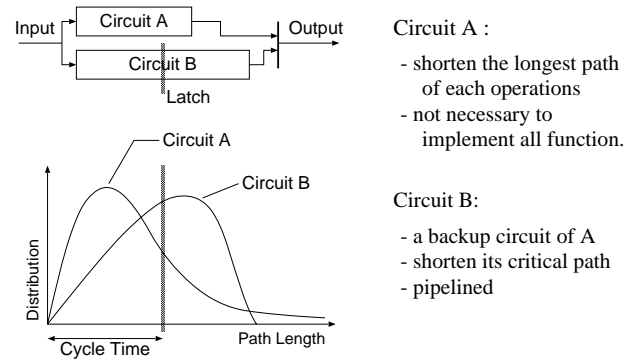 Input
Circuit A
Output
Circuit B
Latch
Circuit A
Circuit B
Distribution
Path Length
Cycle Time
Circuit A :
- shorten the longest path
of each operations
- not necessary to
implement all function.
Circuit B:
- a backup circuit of A
- shorten its critical path
- pipelined